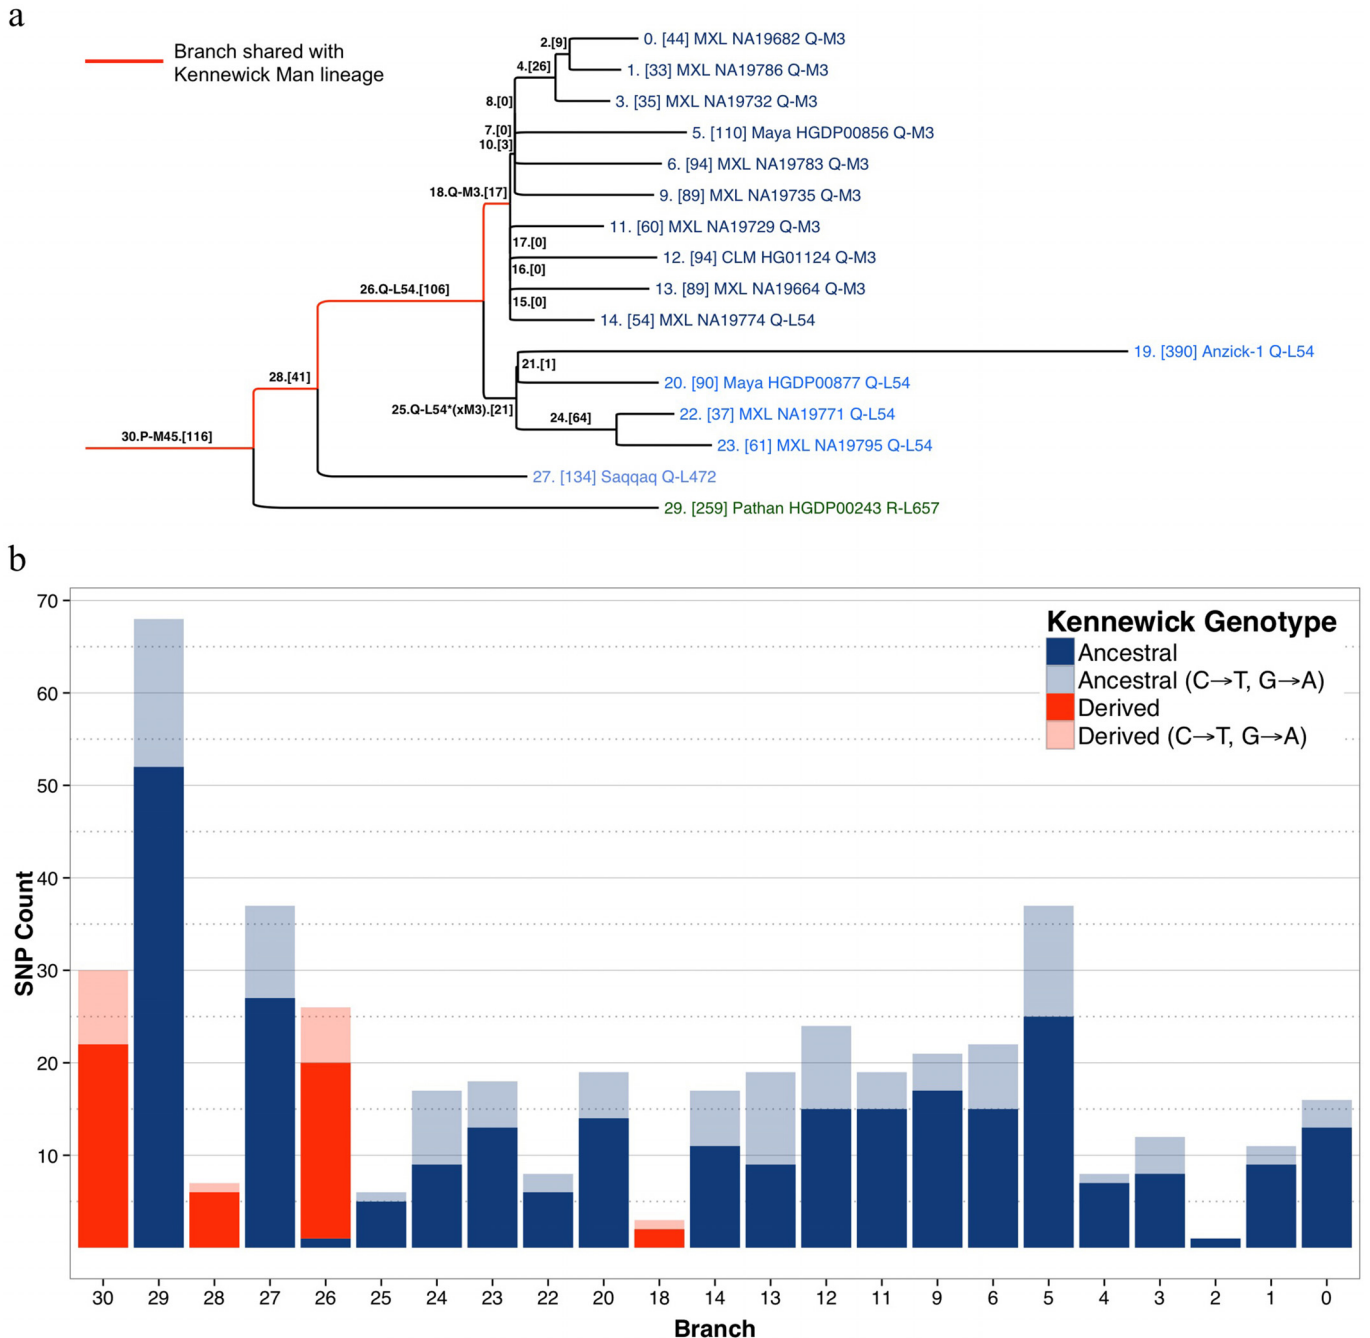 a
Branch shared with
Kennewick Man lineage
2.[9]
0. [44] MXL NA19682 Q-M3
4.[26]
1. [33] MXL NA19786 Q-M3
8.[0]
3. [35] MXL NA19732 Q-M3
7.[0]
5. [110] Maya HGDP00856 Q-M3
10.[3]
6. [94] MXL NA19783 Q-M3
18.Q-M3.[17]
9. [89] MXL NA19735 Q-M3
11. [60] MXL NA19729 Q-M3
17.[0]
12. [94] CLM HG01124 Q-M3
16.[0]
26.Q-L54.[106]
13. [89] MXL NA19664 Q-M3
15.[0]
14. [54] MXL NA19774 Q-L54
19. [390] Anzick-1 Q-L54
21.[1]
28.[41]
20. [90] Maya HGDP00877 Q-L54
25.Q-L54*(xM3).[21]
24.[64]
22. [37] MXL NA19771 Q-L54
30.P-M45.[116]
23. [61] MXL NA19795 Q-L54
27. [134] Saqqaq Q-L472
29. [259] Pathan HGDP00243 R-L657
b
Kennewick Genotype
Ancestral
Ancestral (C→T, G→A)
Derived
Derived (C→T, G→A)
SNP Count
70
60
50
40
30
20
10
30 29 28 27 26 25 24 23 22 20 18 14 13 12 11 9 6 5 4 3 2 1 0
Branch